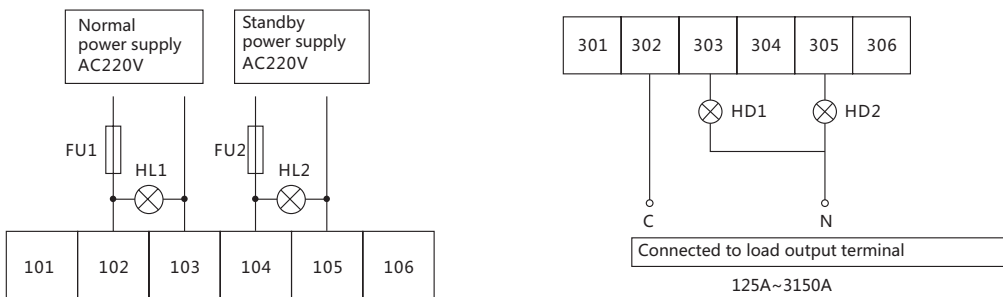 Normal
power supply
AC220V
Standby
power supply
AC220V
FU1
HL1
FU2
HL2
101 102 103 104 105 106
301 302 303 304 305 306
HD1
HD2
C
N
Connected to load output terminal
125A~3150A